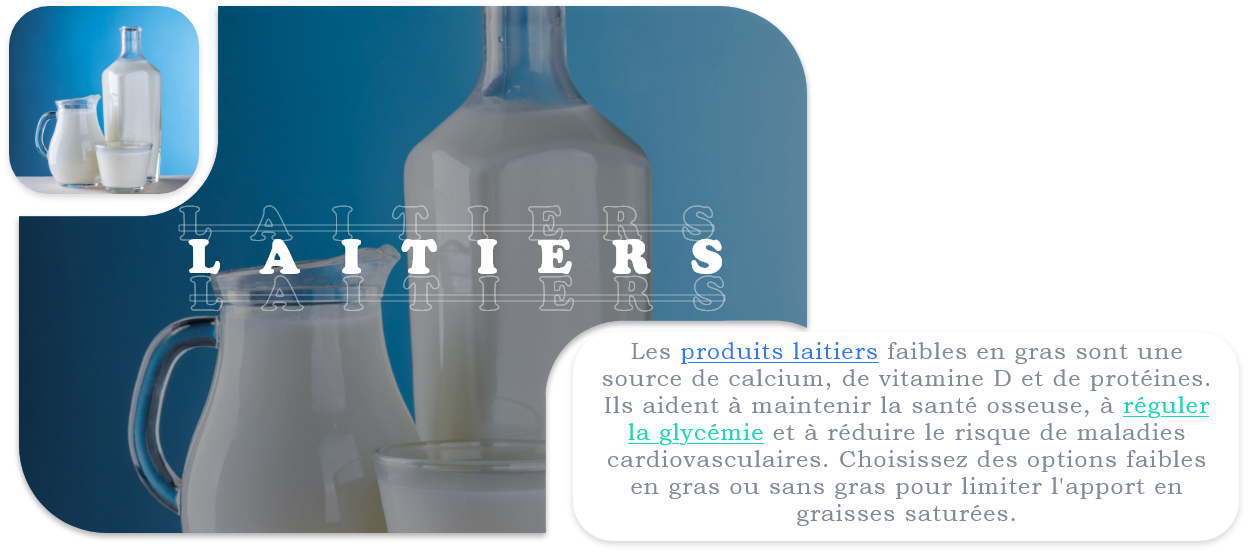 LAITIERS
LAITIERS
LAITIERS
Les produits laitiers faibles en gras sont une
source de calcium, de vitamine D et de protéines.
Ils aident à maintenir la santé osseuse, à réguler
la glycémie et à réduire le risque de maladies
cardiovasculaires. Choisissez des options faibles
en gras ou sans gras pour limiter l'apport en
graisses saturées.